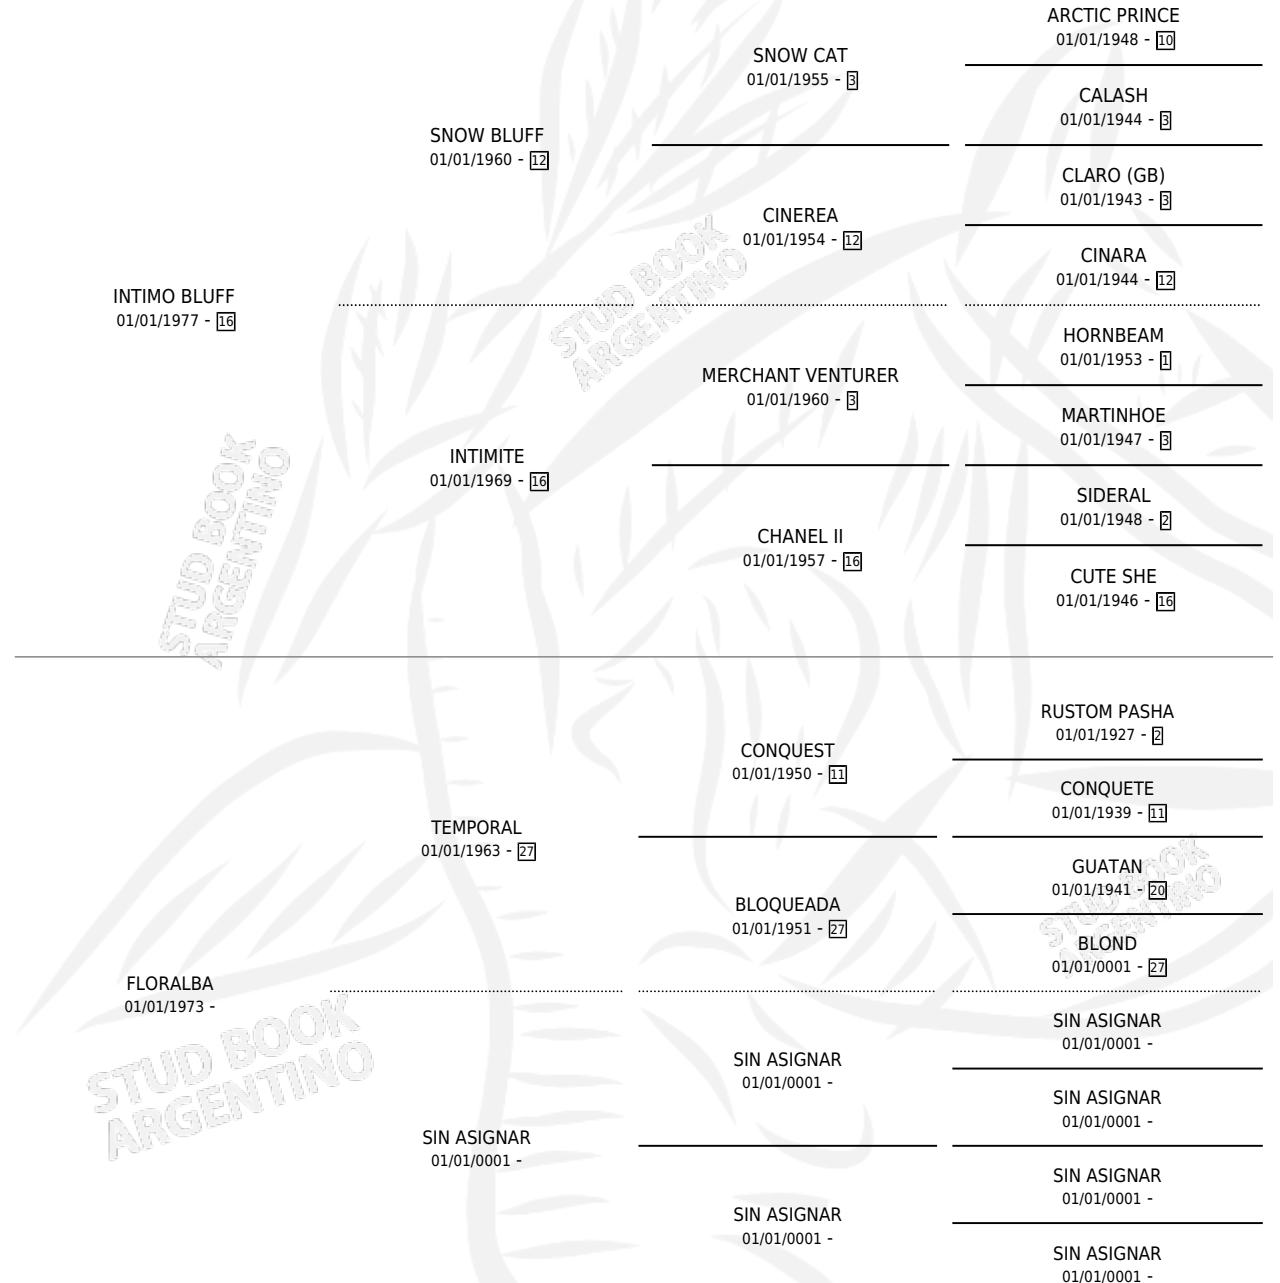 ARCTIC PRINCE
01/01/1948 - 10
SNOW CAT
01/01/1955 - 3
CALASH
01/01/1944 - 3
SNOW BLUFF
01/01/1960 - 12
CLARO (GB)
01/01/1943 - 3
CINEREA
01/01/1954 - 12
CINARA
01/01/1944 - 12
INTIMO BLUFF
01/01/1977 - 16
STUD BOOK
ARGENTINO
HORNBEAM
01/01/1953 - 1
MERCHANT VENTURER
01/01/1960 - 3
MARTINHOE
01/01/1947 - 3
INTIMITE
01/01/1969 - 16
SIDERAL
01/01/1948 - 2
CHANEL II
01/01/1957 - 16
CUTE SHE
01/01/1946 - 16
STUD BOOK
ARGENTINO
RUSTOM PASHA
01/01/1927 - 2
CONQUEST
01/01/1950 - 11
CONQUETE
01/01/1939 - 11
TEMPORAL
01/01/1963 - 27
GUATAN
01/01/1941 - 20
BLOQUEADA
01/01/1951 - 27
STUD BOOK
ARGENTINO
BLOND
01/01/0001 - 27
FLORALBA
01/01/1973 -
SIN ASIGNAR
01/01/0001 -
SIN ASIGNAR
01/01/0001 -
STUD BOOK
ARGENTINO
SIN ASIGNAR
01/01/0001 -
SIN ASIGNAR
01/01/0001 -
SIN ASIGNAR
01/01/0001 -
SIN ASIGNAR
01/01/0001 -
SIN ASIGNAR
01/01/0001 -